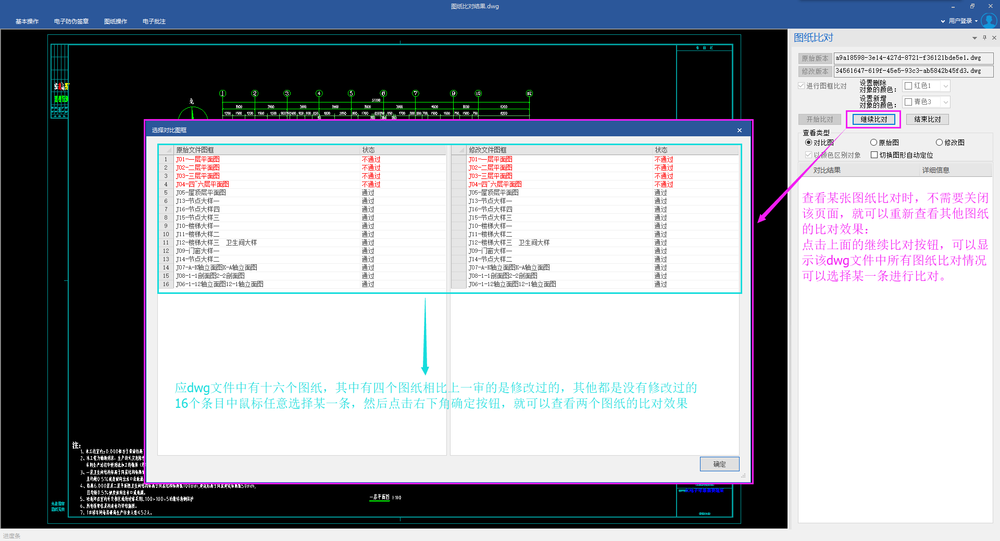 图纸比对结果.dwg
基本操作 电子防伪签章 图纸操作 电子批注
用户登录
图纸比对
原始版本 a9a18598-3e14-427d-8721-f36121bde5e1.dwg
修改版本 34561647-619f-45e5-93c3-ab5842b45fd3.dwg
进行图框比对
设置删除
对象的颜色：
红色1
设置新增
对象的颜色：
青色3
开始比对 继续比对 结束比对
查看类型
对比图 原始图 修改图
以颜色区别对象 切换图形自动定位
对比结果 详细信息
查看某张图纸比对时，不需要关闭
该页面，就可以重新查看其他图纸
的比对效果：
点击上面的继续比对按钮，可以显
示该dwg文件中所有图纸比对情况
可以选择某一条进行比对。
北
1 2 3 4 5 6 7 9 10 12
57200
3900 3900 3900 3900 3900 3900 4600 3000 6200
选择对比图框
原始文件图框 状态 修改文件图框 状态
1 J01-一层平面图 不通过 J01-一层平面图 不通过
2 J02-二层平面图 不通过 J02-二层平面图 不通过
3 J03-三层平面图 不通过 J03-三层平面图 不通过
4 J04-四~六层平面图 不通过 J04-四~六层平面图 不通过
5 J05-屋顶层平面图 通过 J05-屋顶层平面图 通过
6 J13-节点大样一 通过 J13-节点大样一 通过
7 J16-节点大样四 通过 J16-节点大样四 通过
8 J15-节点大样三 通过 J15-节点大样三 通过
9 J10-楼梯大样一 通过 J10-楼梯大样一 通过
10 J11-楼梯大样二 通过 J11-楼梯大样二 通过
11 J12-楼梯大样三 卫生间大样 通过 J12-楼梯大样三 卫生间大样 通过
12 J09-门窗大样一 通过 J09-门窗大样一 通过
13 J14-节点大样二 通过 J14-节点大样二 通过
14 J07-A-K轴立面图K-A轴立面图 通过 J07-A-K轴立面图K-A轴立面图 通过
15 J08-1-1剖面图2-2剖面图 通过 J08-1-1剖面图2-2剖面图 通过
16 J06-1-12轴立面图12-1轴立面图 通过 J06-1-12轴立面图12-1轴立面图 通过
应dwg文件中有十六个图纸，其中有四个图纸相比上一审的是修改过的，其他都是没有修改过的
16个条目中鼠标任意选择某一条，然后点击右下角确定按钮，就可以查看两个图纸的比对效果
确定
注：
一层平面图 1:100
进度条